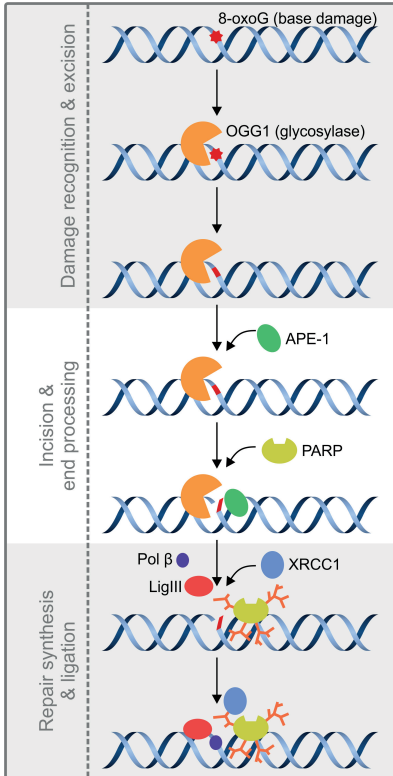 8-oxoG (base damage)
Damage recognition & excision
OGG1 (glycosylase)
APE-1
Incision &
end processing
PARP
Pol β
XRCC1
LigIII
Repair synthesis
& ligation